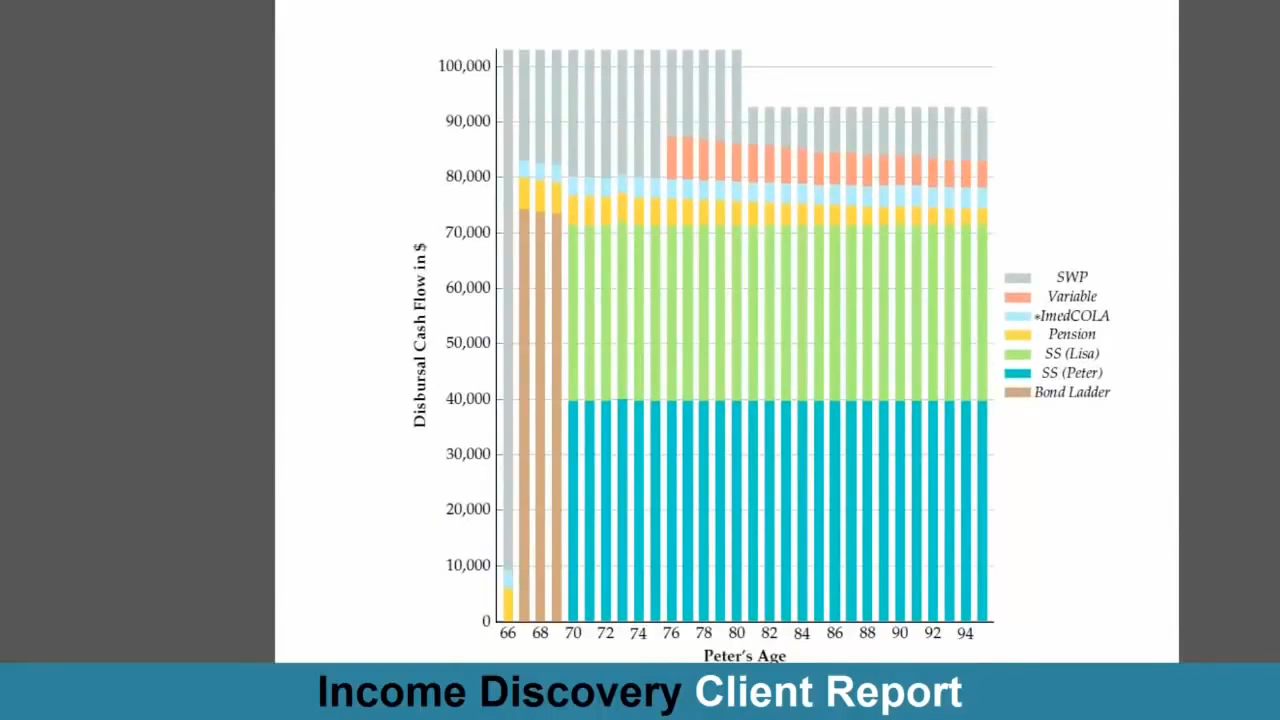 100,000
90,000
80,000
70,000
60,000
50,000
40,000
30,000
20,000
10,000
0
Disbursal Cash Flow in $
66 68 70 72 74 76 78 80 82 84 86 88 90 92 94
Peter's Age
SWP
Variable
*ImedCOLA
Pension
SS (Lisa)
SS (Peter)
Bond Ladder
Income Discovery Client Report